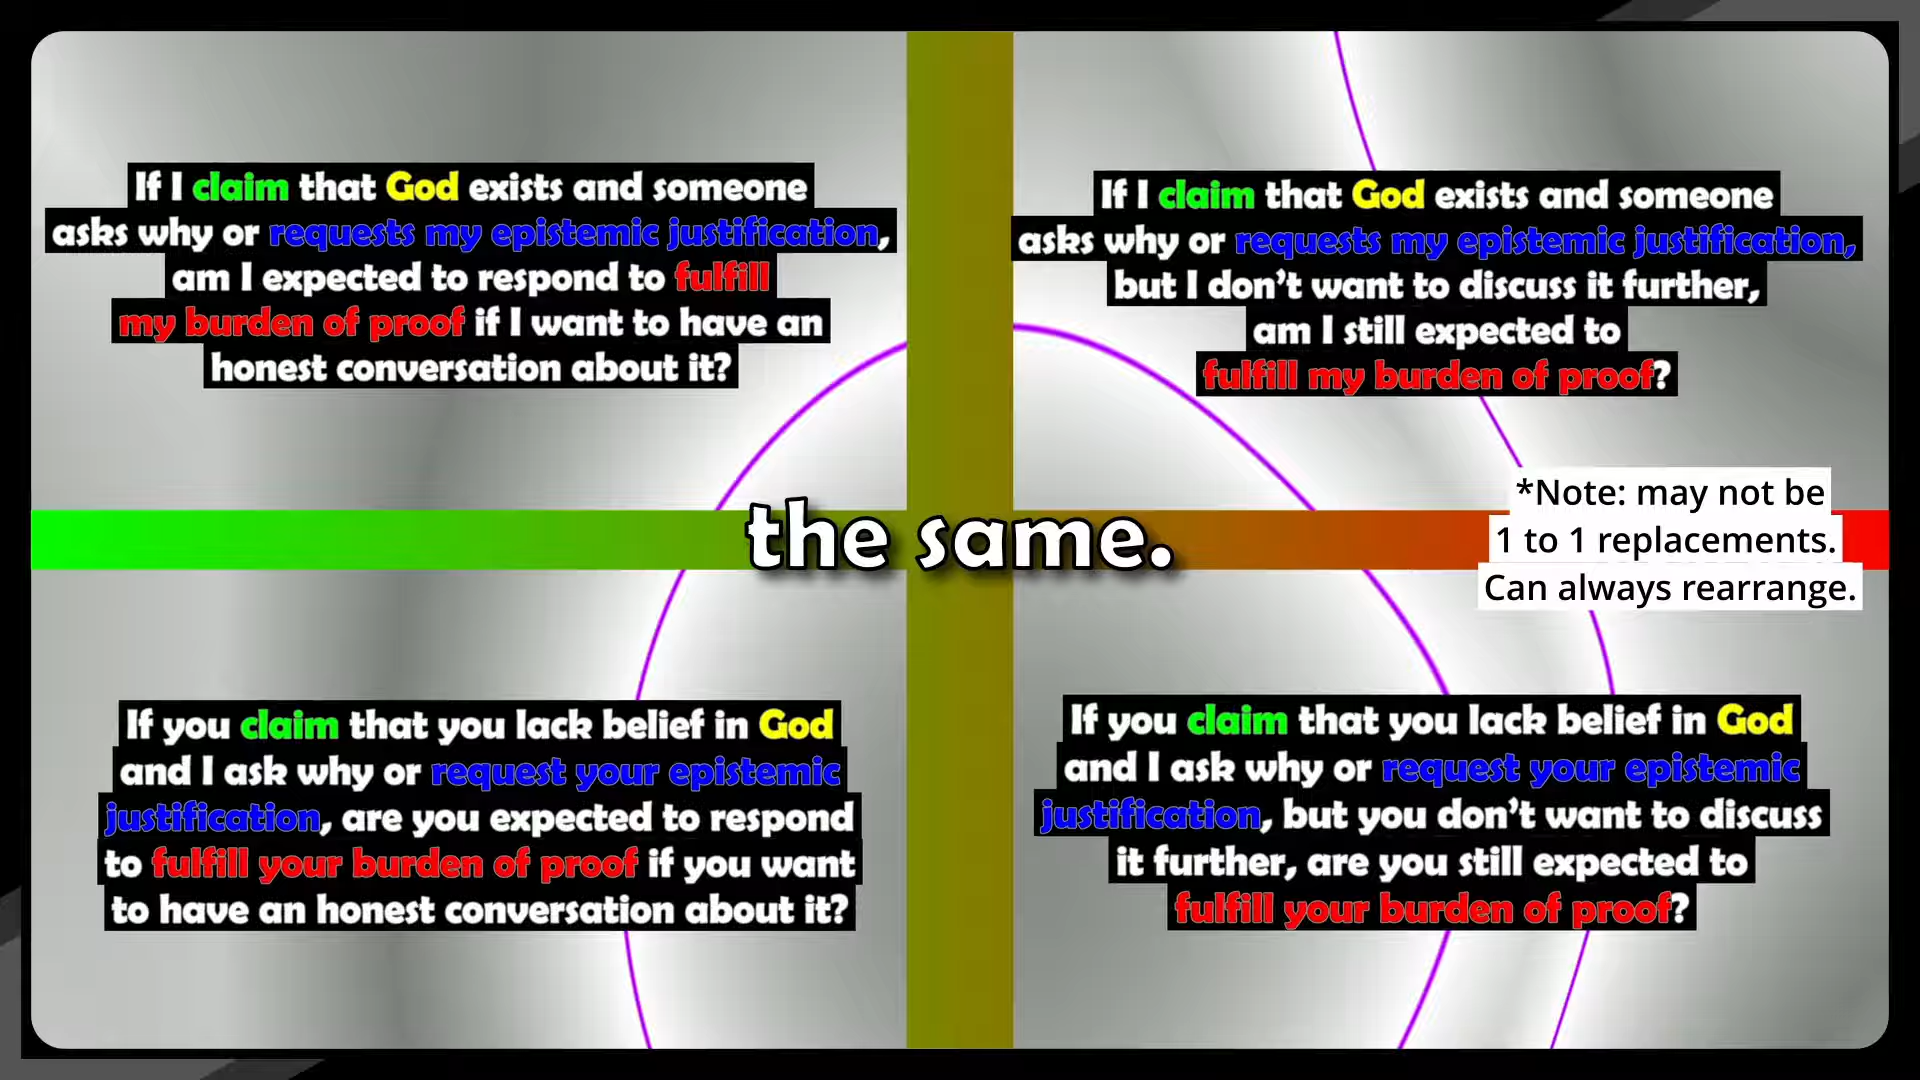 If I claim that God exists and someone
asks why or requests my epistemic justification,
am I expected to respond to fulfill
my burden of proof if I want to have an
honest conversation about it?
If I claim that God exists and someone
asks why or requests my epistemic justification,
but I don't want to discuss it further,
am I still expected to
fulfill my burden of proof?
the same.
*Note: may not be
1 to 1 replacements.
Can always rearrange.
If you claim that you lack belief in God
and I ask why or request your epistemic
justification, are you expected to respond
to fulfill your burden of proof if you want
to have an honest conversation about it?
If you claim that you lack belief in God
and I ask why or request your epistemic
justification, but you don't want to discuss
it further, are you still expected to
fulfill your burden of proof?